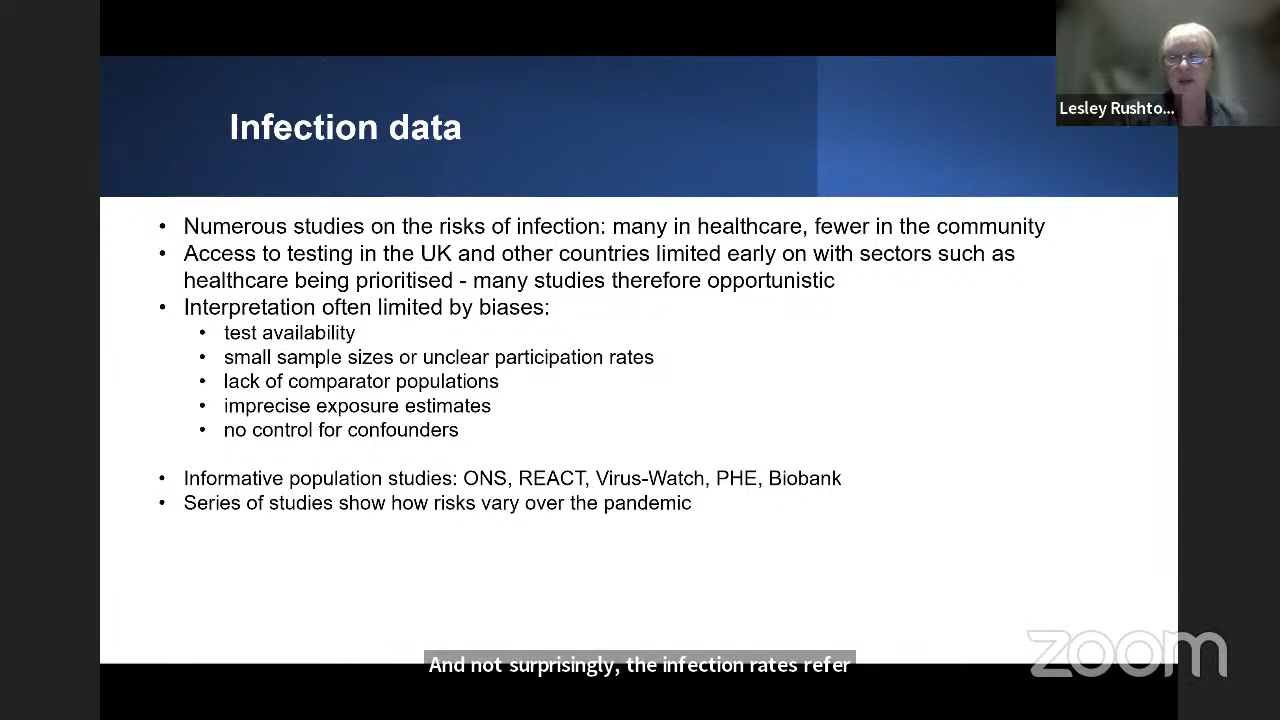 Lesley Rushto...
Infection data
• Numerous studies on the risks of infection: many in healthcare, fewer in the community
• Access to testing in the UK and other countries limited early on with sectors such as
healthcare being prioritised - many studies therefore opportunistic
• Interpretation often limited by biases:
• test availability
• small sample sizes or unclear participation rates
• lack of comparator populations
• imprecise exposure estimates
• no control for confounders
• Informative population studies: ONS, REACT, Virus-Watch, PHE, Biobank
• Series of studies show how risks vary over the pandemic
zoom
And not surprisingly, the infection rates refer